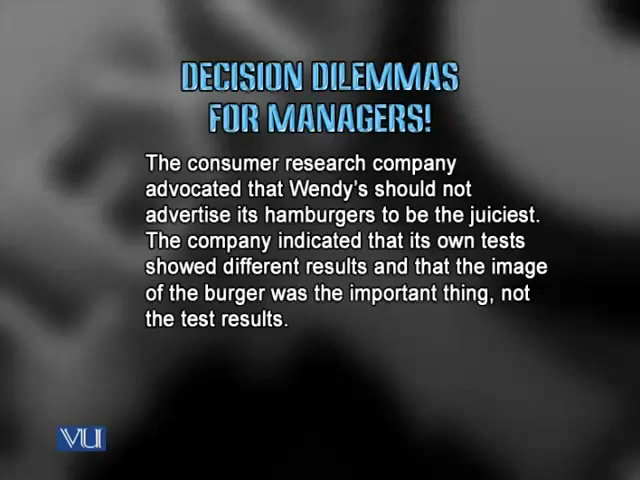 DECISION DILEMMAS
FOR MANAGERS!
The consumer research company
advocated that Wendy's should not
advertise its hamburgers to be the juiciest.
The company indicated that its own tests
showed different results and that the image
of the burger was the important thing, not
the test results.
VU